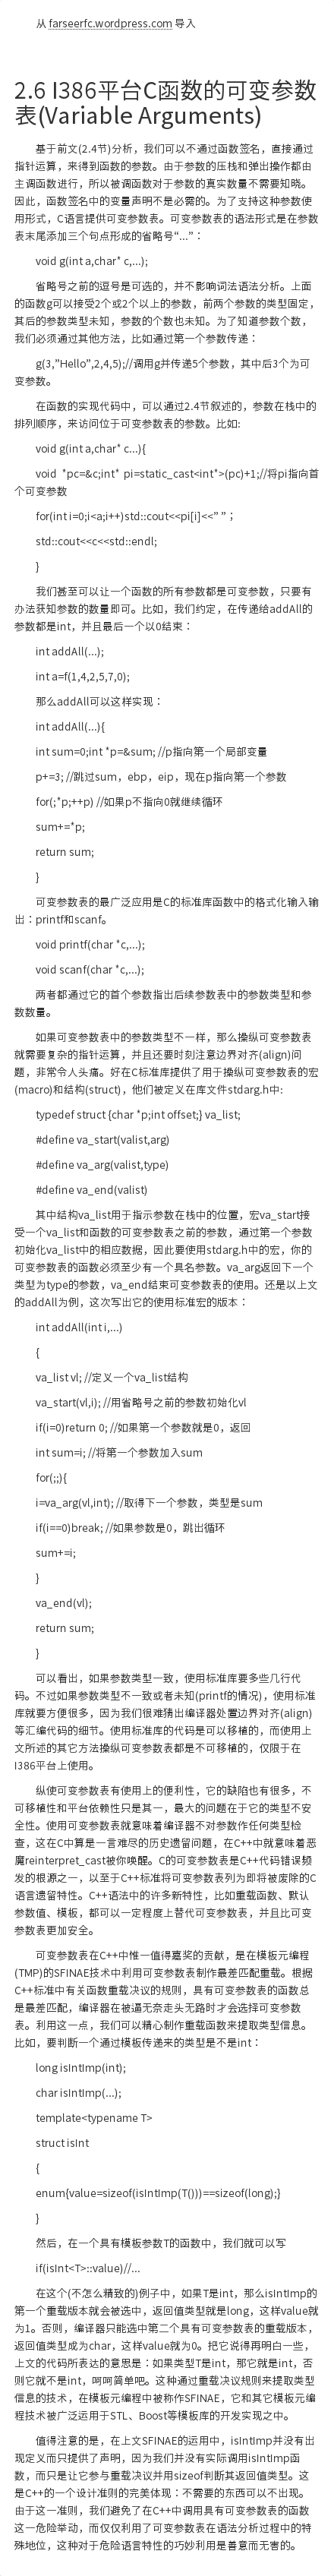 从 farseerfc.wordpress.com 导入
2.6 I386平台C函数的可变参数
表(Variable Arguments)
基于前文(2.4节)分析，我们可以不通过函数签名，直接通过
指针运算，来得到函数的参数。由于参数的压栈和弹出操作都由
主调函数进行，所以被调函数对于参数的真实数量不需要知晓。
因此，函数签名中的变量声明不是必需的。为了支持这种参数使
用形式，C语言提供可变参数表。可变参数表的语法形式是在参数
表末尾添加三个句点形成的省略号“...”：
void g(int a,char* c,...);
省略号之前的逗号是可选的，并不影响词法语法分析。上面
的函数g可以接受2个或2个以上的参数，前两个参数的类型固定，
其后的参数类型未知，参数的个数也未知。为了知道参数个数，
我们必须通过其他方法，比如通过第一个参数传递：
g(3,”Hello”,2,4,5);//调用g并传递5个参数，其中后3个为可
变参数。
在函数的实现代码中，可以通过2.4节叙述的，参数在栈中的
排列顺序，来访问位于可变参数表的参数。比如:
void g(int a,char* c...){
void *pc=&c;int* pi=static_cast<int*>(pc)+1;//将pi指向首
个可变参数
for(int i=0;i<a;i++)std::cout<<pi[i]<<” ”；
std::cout<<c<<std::endl;
}
我们甚至可以让一个函数的所有参数都是可变参数，只要有
办法获知参数的数量即可。比如，我们约定，在传递给addAll的
参数都是int，并且最后一个以0结束：
int addAll(...);
int a=f(1,4,2,5,7,0);
那么addAll可以这样实现：
int addAll(...){
int sum=0;int *p=&sum; //p指向第一个局部变量
p+=3; //跳过sum，ebp，eip，现在p指向第一个参数
for(;*p;++p) //如果p不指向0就继续循环
sum+=*p;
return sum;
}
可变参数表的最广泛应用是C的标准库函数中的格式化输入输
出：printf和scanf。
void printf(char *c,...);
void scanf(char *c,...);
两者都通过它的首个参数指出后续参数表中的参数类型和参
数数量。
如果可变参数表中的参数类型不一样，那么操纵可变参数表
就需要复杂的指针运算，并且还要时刻注意边界对齐(align)问
题，非常令人头痛。好在C标准库提供了用于操纵可变参数表的宏
(macro)和结构(struct)，他们被定义在库文件stdarg.h中:
typedef struct {char *p;int offset;} va_list;
#define va_start(valist,arg)
#define va_arg(valist,type)
#define va_end(valist)
其中结构va_list用于指示参数在栈中的位置，宏va_start接
受一个va_list和函数的可变参数表之前的参数，通过第一个参数
初始化va_list中的相应数据，因此要使用stdarg.h中的宏，你的
可变参数表的函数必须至少有一个具名参数。va_arg返回下一个
类型为type的参数，va_end结束可变参数表的使用。还是以上文
的addAll为例，这次写出它的使用标准宏的版本：
int addAll(int i,...)
{
va_list vl; //定义一个va_list结构
va_start(vl,i); //用省略号之前的参数初始化vl
if(i=0)return 0; //如果第一个参数就是0，返回
int sum=i; //将第一个参数加入sum
for(;;){
i=va_arg(vl,int); //取得下一个参数，类型是sum
if(i==0)break; //如果参数是0，跳出循环
sum+=i;
}
va_end(vl);
return sum;
}
可以看出，如果参数类型一致，使用标准库要多些几行代
码。不过如果参数类型不一致或者未知(printf的情况)，使用标准
库就要方便很多，因为我们很难猜出编译器处置边界对齐(align)
等汇编代码的细节。使用标准库的代码是可以移植的，而使用上
文所述的其它方法操纵可变参数表都是不可移植的，仅限于在
I386平台上使用。
纵使可变参数表有使用上的便利性，它的缺陷也有很多，不
可移植性和平台依赖性只是其一，最大的问题在于它的类型不安
全性。使用可变参数表就意味着编译器不对参数作任何类型检
查，这在C中算是一言难尽的历史遗留问题，在C++中就意味着恶
魔reinterpret_cast被你唤醒。C的可变参数表是C++代码错误频
发的根源之一，以至于C++标准将可变参数表列为即将被废除的C
语言遗留特性。C++语法中的许多新特性，比如重载函数、默认
参数值、模板，都可以一定程度上替代可变参数表，并且比可变
参数表更加安全。
可变参数表在C++中惟一值得嘉奖的贡献，是在模板元编程
(TMP)的SFINAE技术中利用可变参数表制作最差匹配重载。根据
C++标准中有关函数重载决议的规则，具有可变参数表的函数总
是最差匹配，编译器在被逼无奈走头无路时才会选择可变参数
表。利用这一点，我们可以精心制作重载函数来提取类型信息。
比如，要判断一个通过模板传递来的类型是不是int：
long isIntImp(int);
char isIntImp(...);
template<typename T>
struct isInt
{
enum{value=sizeof(isIntImp(T()))==sizeof(long);}
}
然后，在一个具有模板参数T的函数中，我们就可以写
if(isInt<T>::value)//...
在这个(不怎么精致的)例子中，如果T是int，那么isIntImp的
第一个重载版本就会被选中，返回值类型就是long，这样value就
为1。否则，编译器只能选中第二个具有可变参数表的重载版本，
返回值类型成为char，这样value就为0。把它说得再明白一些，
上文的代码所表达的意思是：如果类型T是int，那它就是int，否
则它就不是int，呵呵简单吧。这种通过重载决议规则来提取类型
信息的技术，在模板元编程中被称作SFINAE，它和其它模板元编
程技术被广泛运用于STL、Boost等模板库的开发实现之中。
值得注意的是，在上文SFINAE的运用中，isIntImp并没有出
现定义而只提供了声明，因为我们并没有实际调用isIntImp函
数，而只是让它参与重载决议并用sizeof判断其返回值类型。这
是C++的一个设计准则的完美体现：不需要的东西可以不出现。
由于这一准则，我们避免了在C++中调用具有可变参数表的函数
这一危险举动，而仅仅利用了可变参数表在语法分析过程中的特
殊地位，这种对于危险语言特性的巧妙利用是善意而无害的。